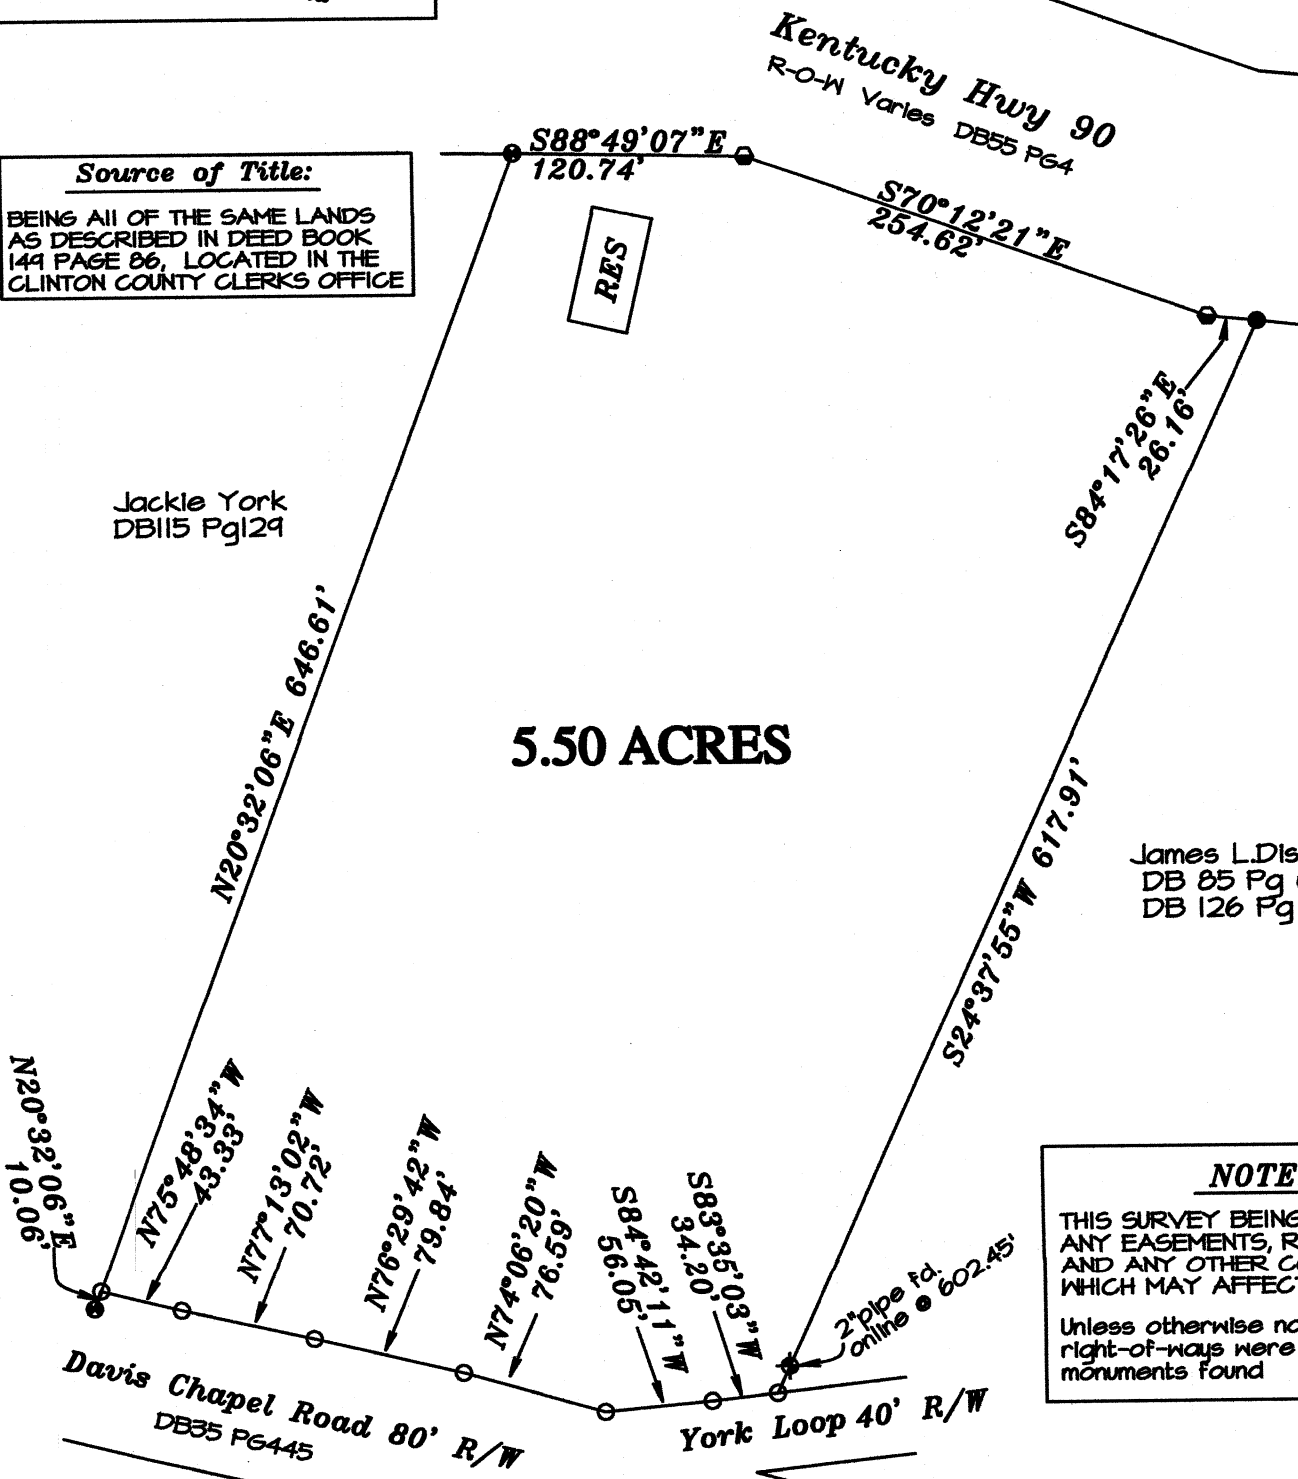 Kentucky Hwy 90
R-O-W Varies DB55 PG4
S88°49'07"E
120.74'
S70°12'21"E
254.62'
Source of Title:
BEING All OF THE SAME LANDS
AS DESCRIBED IN DEED BOOK
149 PAGE 86, LOCATED IN THE
CLINTON COUNTY CLERKS OFFICE
RES
S84°17'26"E
26.16'
Jackie York
DB115 Pg129
N20°32'06"E 646.61'
5.50 ACRES
S24°37'55"W 617.91'
James L.Dis
DB 85 Pg
DB 126 Pg
N20°32'06"E
10.06'
N75°48'34"W
43.33'
N77°13'02"W
70.72'
N76°29'42"W
79.84'
N74°06'20"W
76.59'
S84°42'11"W
56.05'
S83°35'03"W
34.20'
2"pipe fd.
online @ 602.45'
NOTE
THIS SURVEY BEING
ANY EASEMENTS, R
AND ANY OTHER C
WHICH MAY AFFECT
Unless otherwise no
right-of-ways were
monuments found
Davis Chapel Road 80' R/W
DB35 PG445
York Loop 40' R/W